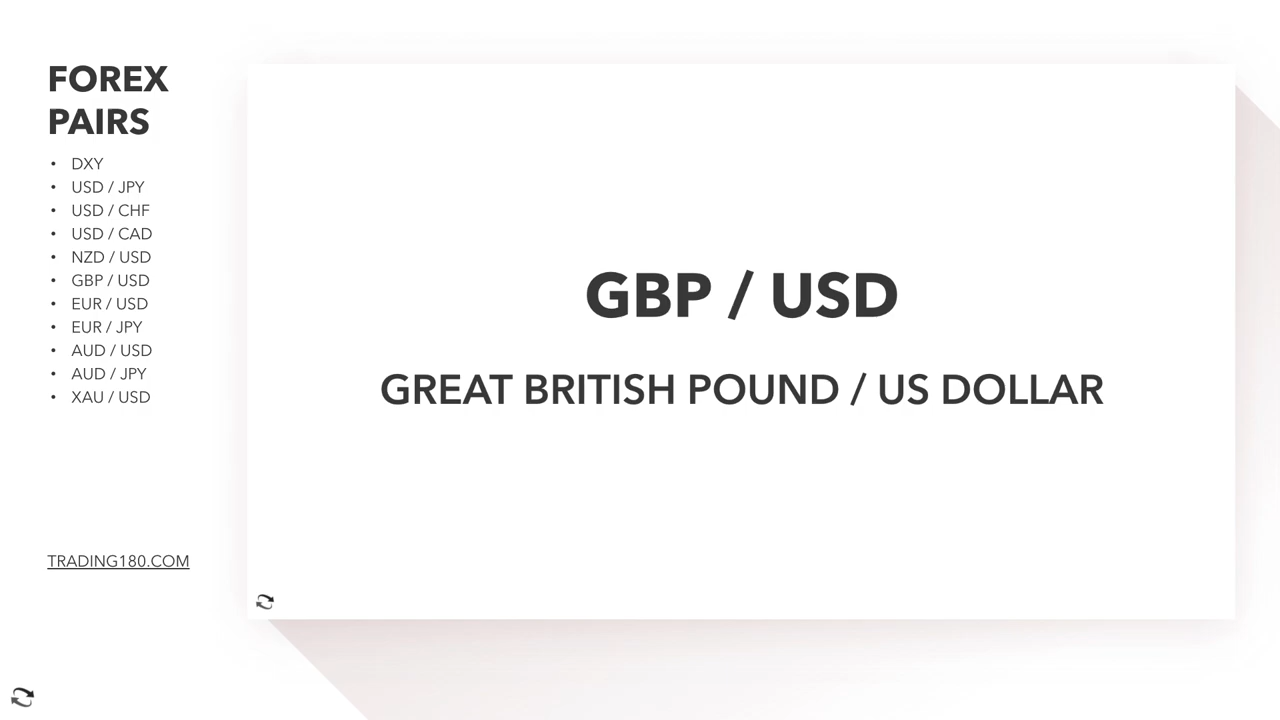 FOREX
PAIRS
• DXY
• USD / JPY
• USD / CHF
• USD / CAD
• NZD / USD
• GBP / USD
• EUR / USD
• EUR / JPY
• AUD / USD
• AUD / JPY
• XAU / USD
TRADING180.COM
GBP / USD
GREAT BRITISH POUND / US DOLLAR